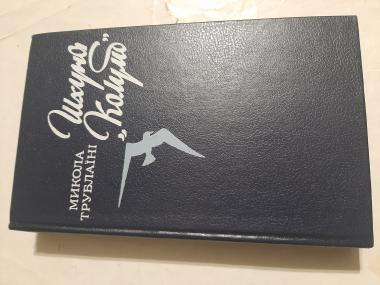 МИКОЛА
ТРУБЛАЇНІ
Шхуна
„Колумб”